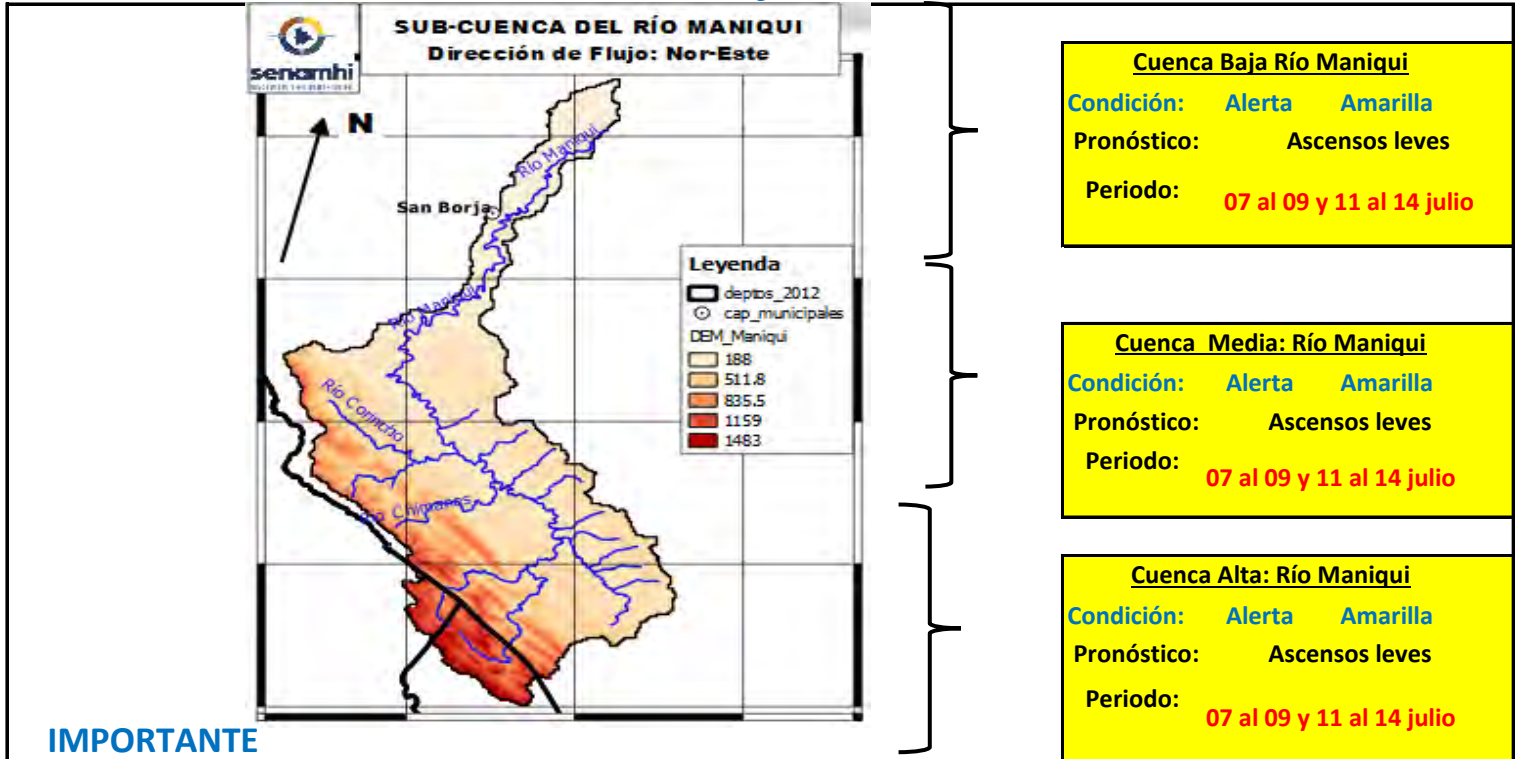 SUB-CUENCA DEL RÍO MANIQUI
Dirección de Flujo: Nor-Este
senamhi
N
Río Maniqui
San Borja
Río Maniqui
Río Corincho
Chimanes
Leyenda
deptos_2012
cap_municipales
DEM_Maniqui
188
511.8
835.5
1159
1483
Cuenca Baja Río Maniqui
Condición: Alerta Amarilla
Pronóstico: Ascensos leves
Periodo: 07 al 09 y 11 al 14 julio
Cuenca Media: Río Maniqui
Condición: Alerta Amarilla
Pronóstico: Ascensos leves
Periodo: 07 al 09 y 11 al 14 julio
Cuenca Alta: Río Maniqui
Condición: Alerta Amarilla
Pronóstico: Ascensos leves
Periodo: 07 al 09 y 11 al 14 julio
IMPORTANTE